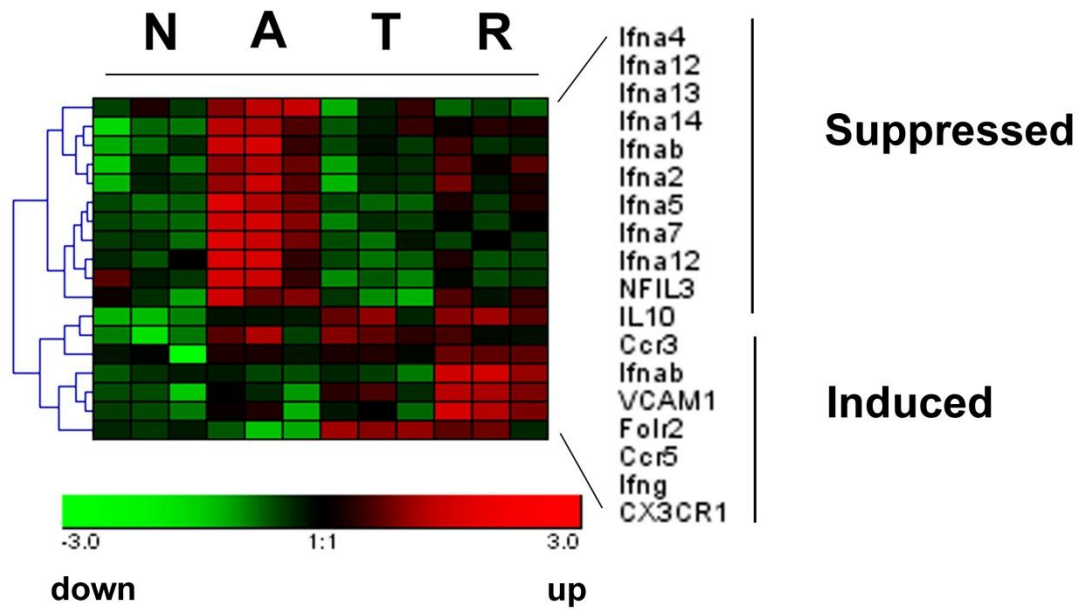 N A T R
Ifna4
Ifna12
Ifna13
Ifna14
Ifnab
Ifna2
Ifna5
Ifna7
Ifna12
NFIL3
IL10
Ccr3
Ifnab
VCAM1
Folr2
Ccr5
Ifng
CX3CR1
Suppressed
Induced
-3.0 1:1 3.0
down up